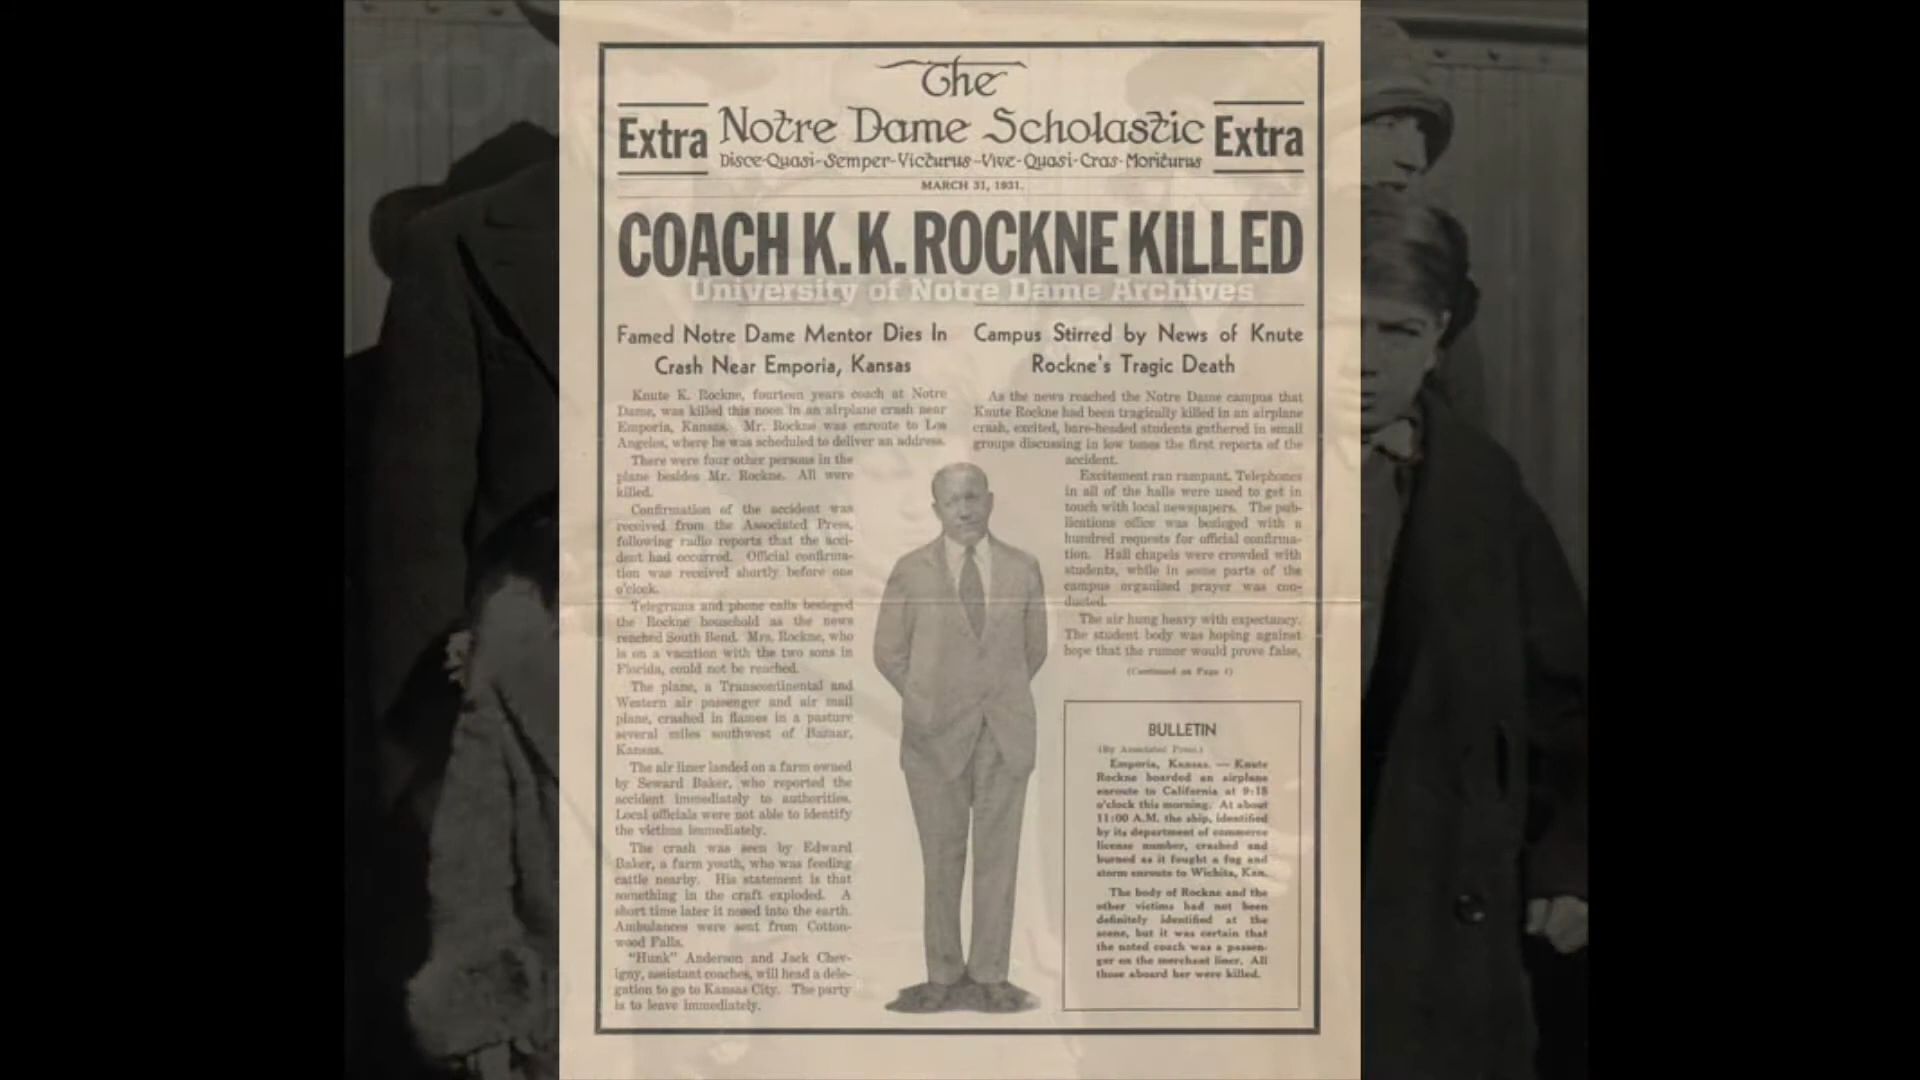 The
Extra Notre Dame Scholastic Extra
Disce-Quasi-Semper-Victurus-Vive-Quasi-Cras-Moriturus
MARCH 31, 1931.
COACH K. K. ROCKNE KILLED
University of Notre Dame Archives
Famed Notre Dame Mentor Dies In
Crash Near Emporia, Kansas
Knute K. Rockne, fourteen years coach at Notre
Dame, was killed this noon in an airplane crash near
Emporia, Kansas. Mr. Rockne was enroute to Los
Angeles, where he was scheduled to deliver an address.
There were four other persons in the
plane besides Mr. Rockne. All were
killed.
Confirmation of the accident was
received from the Associated Press,
following radio reports that the acci-
dent had occurred. Official confirma-
tion was received shortly before one
o'clock.
Telegrams and phone calls besieged
the Rockne household as the news
reached South Bend. Mrs. Rockne, who
is on a vacation with the two sons in
Florida, could not be reached.
The plane, a Transcontinental and
Western air passenger and air mail
plane, crashed in flames in a pasture
several miles southwest of Bazaar,
Kansas.
The air liner landed on a farm owned
by Seward Baker, who reported the
accident immediately to authorities.
Local officials were not able to identify
the victims immediately.
The crash was seen by Edward
Baker, a farm youth, who was feeding
cattle nearby. His statement is that
something in the craft exploded. A
short time later it nosed into the earth.
Ambulances were sent from Cotton-
wood Falls.
"Hunk" Anderson and Jack Chev-
igny, assistant coaches, will head a dele-
gation to go to Kansas City. The party
is to leave immediately.
Campus Stirred by News of Knute
Rockne's Tragic Death
As the news reached the Notre Dame campus that
Knute Rockne had been tragically killed in an airplane
crash, excited, bare-headed students gathered in small
groups discussing in low tones the first reports of the
accident.
Excitement ran rampant. Telephones
in all of the halls were used to get in
touch with local newspapers. The pub-
lications office was besieged with a
hundred requests for official confirma-
tion. Hall chapels were crowded with
students, while in some parts of the
campus organized prayer was con-
ducted.
The air hung heavy with expectancy.
The student body was hoping against
hope that the rumor would prove false,
(Continued on Page 4)
BULLETIN
(By Associated Press.)
Emporia, Kansas. — Knute
Rockne boarded an airplane
enroute to California at 9:15
o'clock this morning. At about
11:00 A.M. the ship, identified
by its department of commerce
license number, crashed and
burned as it fought a fog and
storm enroute to Wichita, Kan.
The body of Rockne and the
other victims had not been
definitely identified at the
scene, but it was certain that
the noted coach was a passen-
ger on the merchant liner. All
those aboard her were killed.